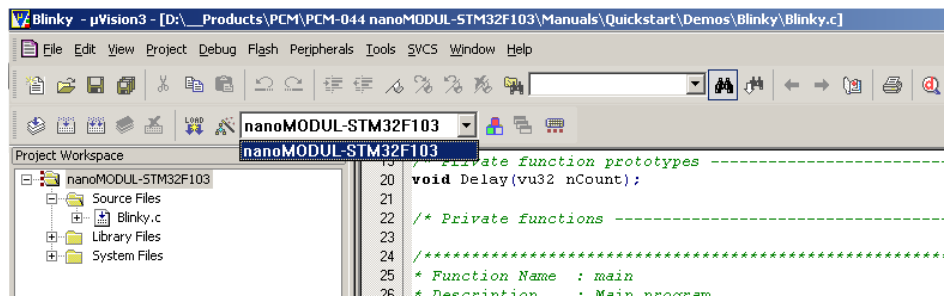 Blinky - µVision3 - [D:\__Products\PCM\PCM-044 nanoMODUL-STM32F103\Manuals\Quickstart\Demos\Blinky\Blinky.c]
File Edit View Project Debug Flash Peripherals Tools SVCS Window Help
LOAD nanoMODUL-STM32F103
nanoMODUL-STM32F103
Project Workspace
nanoMODUL-STM32F103
Source Files
Blinky.c
Library Files
System Files
19 /* Private function prototypes -----------------------------
20 void Delay(vu32 nCount);
21
22 /* Private functions ---------------------------------------
23
24 /*******************************************************
25 * Function Name : main
26 * Description : Main program